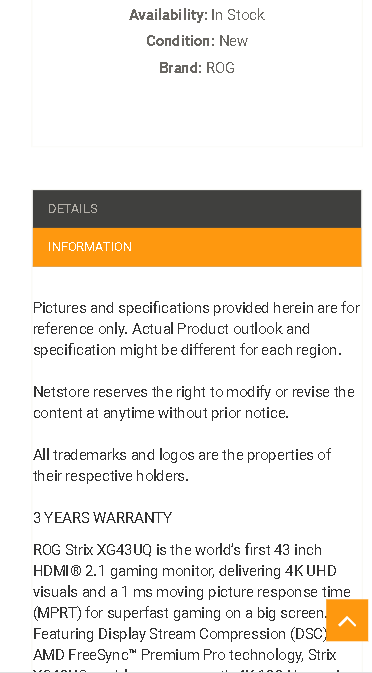 Availability: In Stock
Condition: New
Brand: ROG
DETAILS
INFORMATION
Pictures and specifications provided herein are for
reference only. Actual Product outlook and
specification might be different for each region.
Netstore reserves the right to modify or revise the
content at anytime without prior notice.
All trademarks and logos are the properties of
their respective holders.
3 YEARS WARRANTY
ROG Strix XG43UQ is the world's first 43 inch
HDMI® 2.1 gaming monitor, delivering 4K UHD
visuals and a 1 ms moving picture response time
(MPRT) for superfast gaming on a big screen.
Featuring Display Stream Compression (DSC)
AMD FreeSync™ Premium Pro technology, Strix